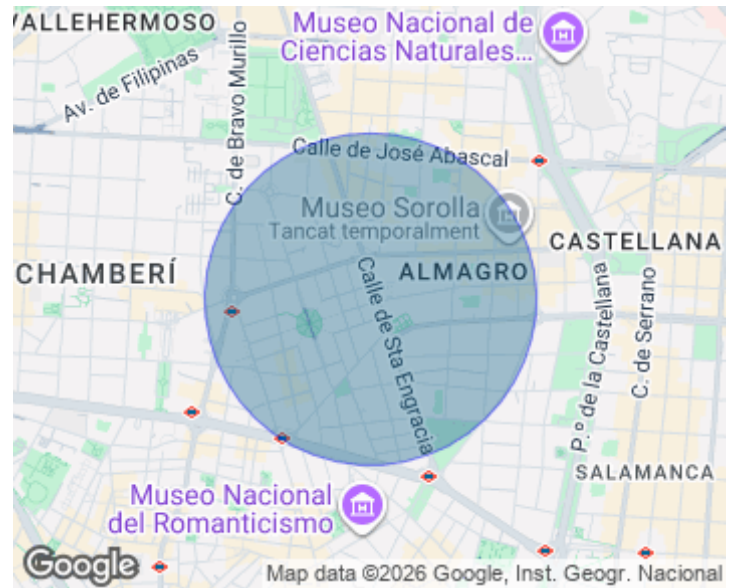 VALLEHERMOSO
Museo Nacional de
Ciencias Naturales...
Av. de Filipinas
C. de Bravo Murillo
Calle de José Abascal
Museo Sorolla
Tancat temporalment
CASTELLANA
CHAMBERÍ
ALMAGRO
Calle de Sta Engracia
P.º de la Castellana
C. de Serrano
SALAMANCA
Museo Nacional
del Romanticismo
Google
Map data ©2026 Google, Inst. Geogr. Nacional